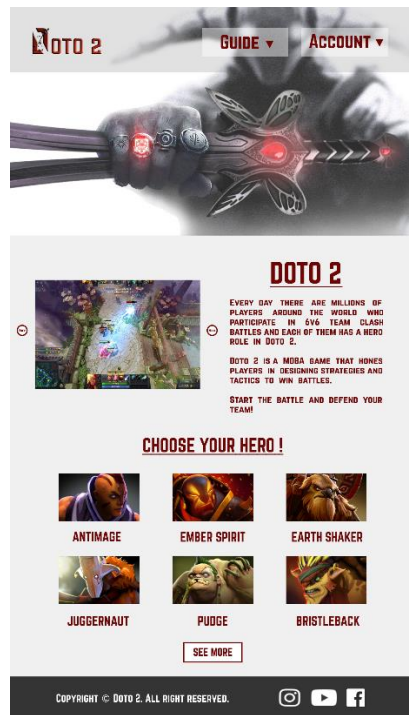 DOTO 2
GUIDE ▼
ACCOUNT ▼
DOTO 2
EVERY DAY THERE ARE MILLIONS OF
PLAYERS AROUND THE WORLD WHO
PARTICIPATE IN 6V6 TEAM CLASH
BATTLES AND EACH OF THEM HAS A HERO
ROLE IN DOTO 2.
DOTO 2 IS A MOBA GAME THAT HONES
PLAYERS IN DESIGNING STRATEGIES AND
TACTICS TO WIN BATTLES.
START THE BATTLE AND DEFEND YOUR
TEAM!
CHOOSE YOUR HERO !
ANTIMAGE
EMBER SPIRIT
EARTH SHAKER
JUGGERNAUT
PUDGE
BRISTLEBACK
SEE MORE
COPYRIGHT © DOTO 2. ALL RIGHT RESERVED.